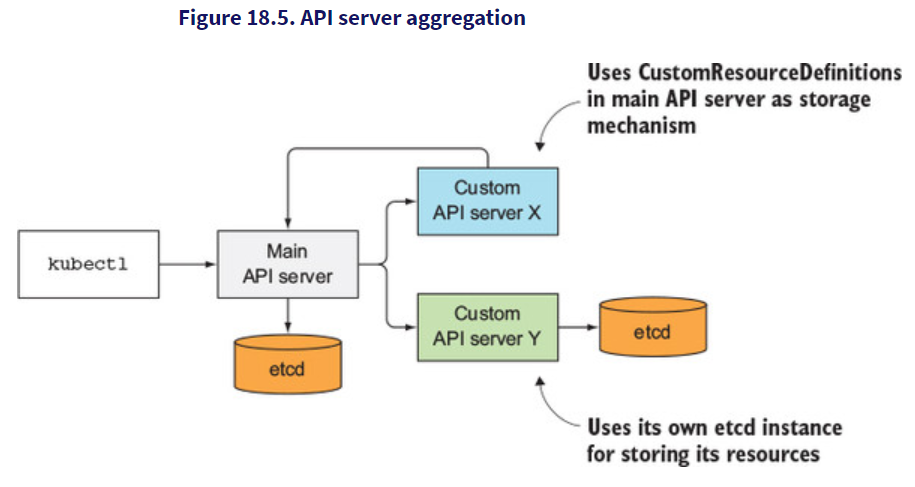 Figure 18.5. API server aggregation
Uses CustomResourceDefinitions
in main API server as storage
mechanism
Custom
API server X
kubectl
Main
API server
Custom
API server Y
etcd
etcd
Uses its own etcd instance
for storing its resources